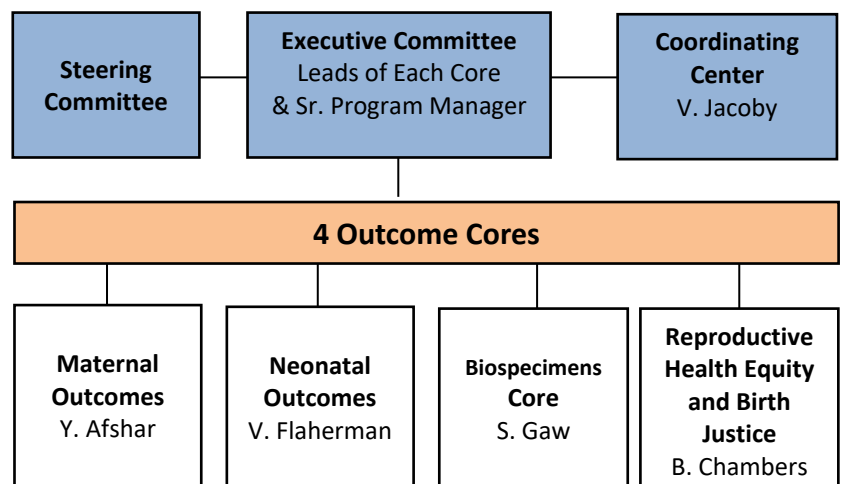 Steering
Committee
Executive Committee
Leads of Each Core
& Sr. Program Manager
Coordinating
Center
V. Jacoby
4 Outcome Cores
Maternal
Outcomes
Y. Afshar
Neonatal
Outcomes
V. Flaherman
Biospecimens
Core
S. Gaw
Reproductive
Health Equity
and Birth
Justice
B. Chambers